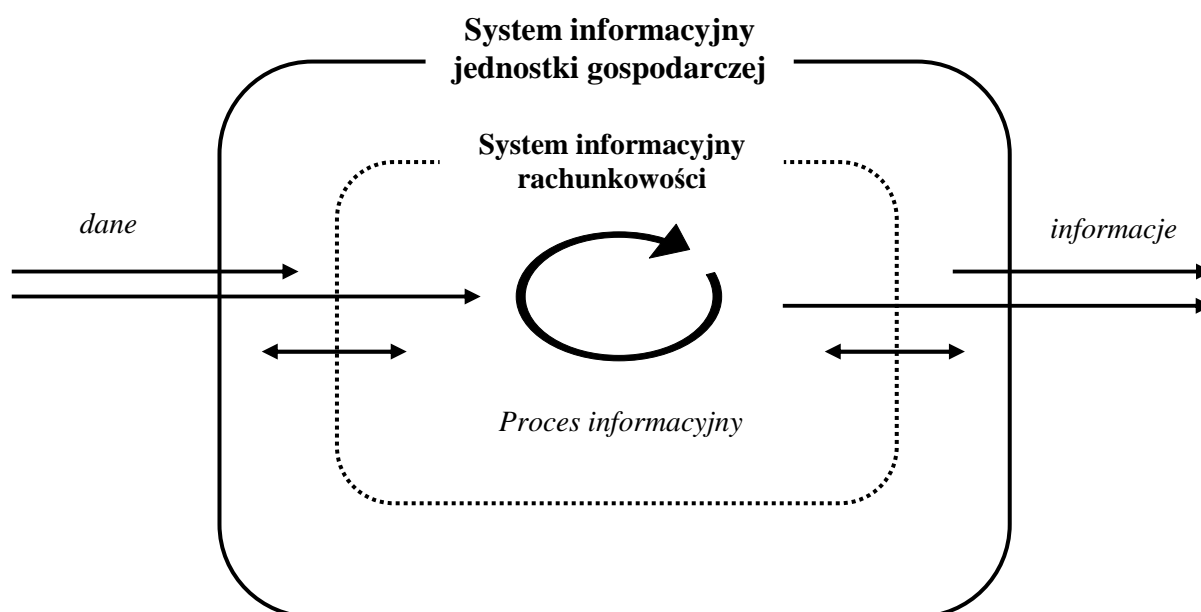 System informacyjny
jednostki gospodarczej
System informacyjny
rachunkowości
dane
informacje
Proces informacyjny